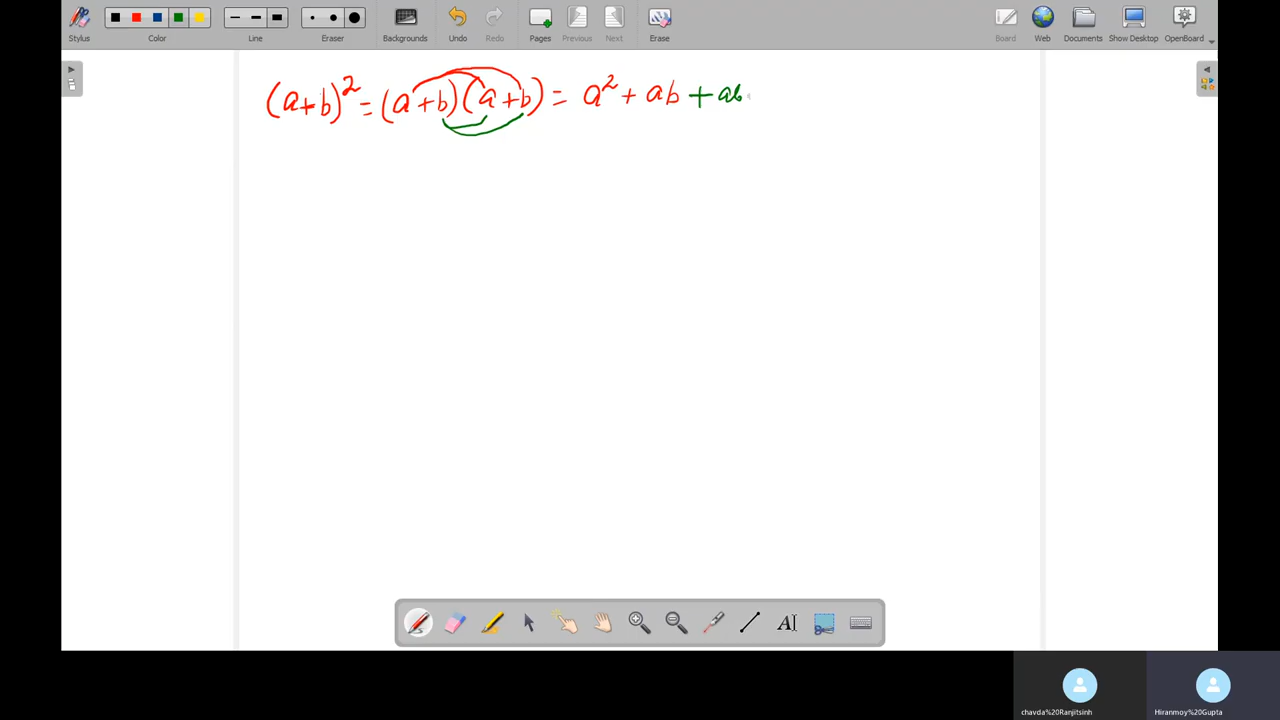 Stylus Color Line Eraser Backgrounds Undo Redo Pages Previous Next Erase Board Web Documents Show Desktop OpenBoard
(a+b)² = (a+b)(a+b) = a² + ab + ab
chavda%20Ranjitsinh Hiranmoy%20Gupta